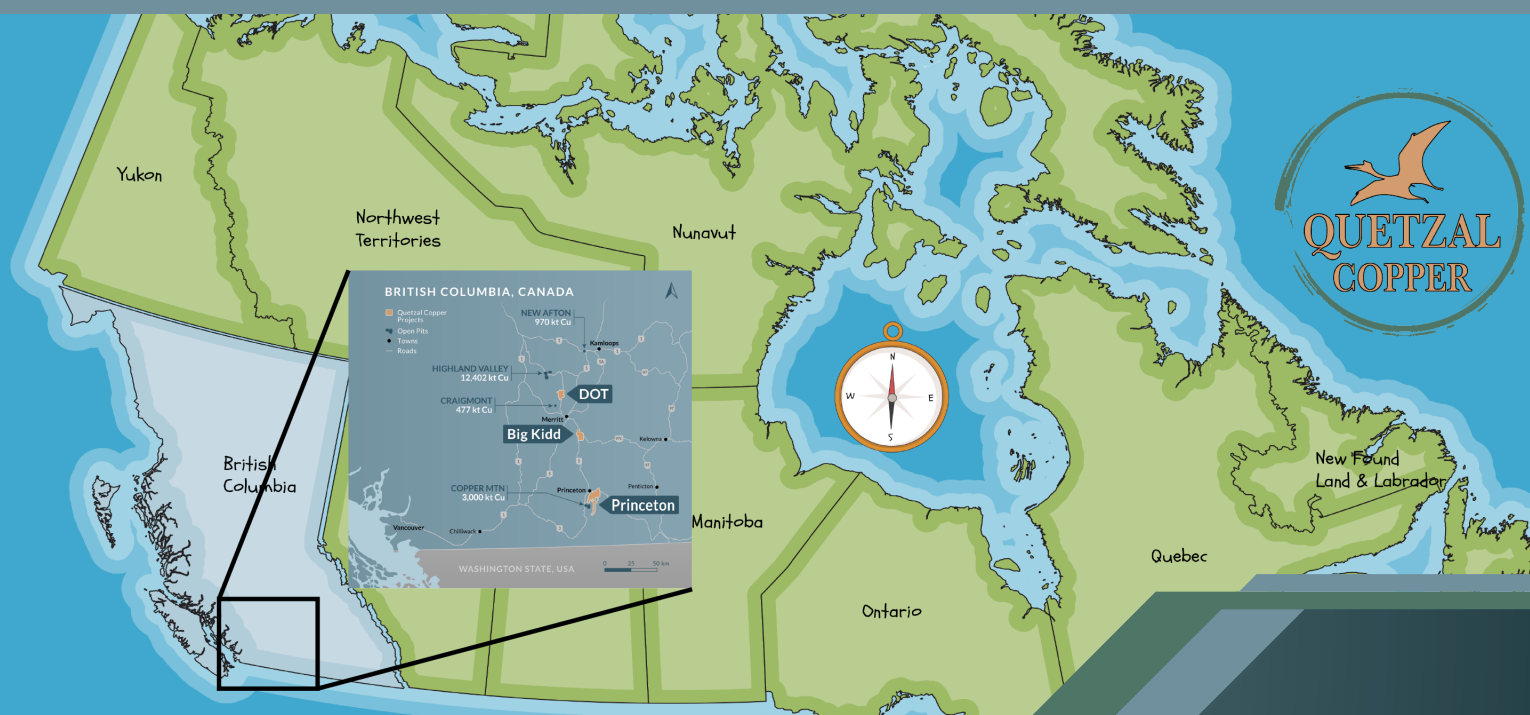 Yukon
Northwest
Territories
Nunavut
QUETZAL
COPPER
British
Columbia
BRITISH COLUMBIA, CANADA
Quetzal Copper
Projects
Open Pits
Towns
Roads
NEW AFTON
970 kt Cu
Kamloops
HIGHLAND VALLEY
12,402 kt Cu
DOT
CRAIGMONT
477 kt Cu
Merritt
Big Kidd
Kelowna
COPPER MTN
3,000 kt Cu
Princeton
Penticton
Princeton
Vancouver
Chilliwack
WASHINGTON STATE, USA
0 25 50 km
N
W
E
S
Manitoba
Ontario
Quebec
New Found
Land & Labrador